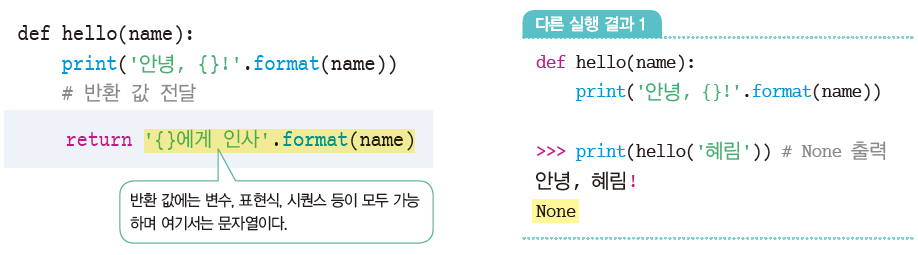 def hello(name):
    print('안녕, {}!'.format(name))
    # 반환 값 전달
    return '{}에게 인사'.format(name)
반환 값에는 변수, 표현식, 시퀀스 등이 모두 가능
하며 여기서는 문자열이다.
다른 실행 결과 1
def hello(name):
    print('안녕, {}!'.format(name))
>>> print(hello('혜림')) # None 출력
안녕, 혜림!
None